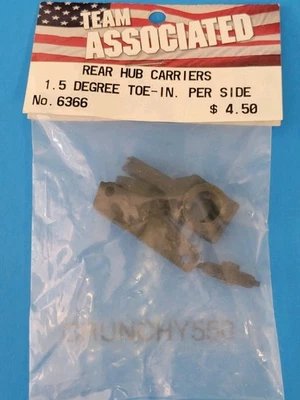 TEAM
ASSOCIATED
REAR HUB CARRIERS
1.5 DEGREE TOE-IN. PER SIDE
No. 6366 $ 4.50